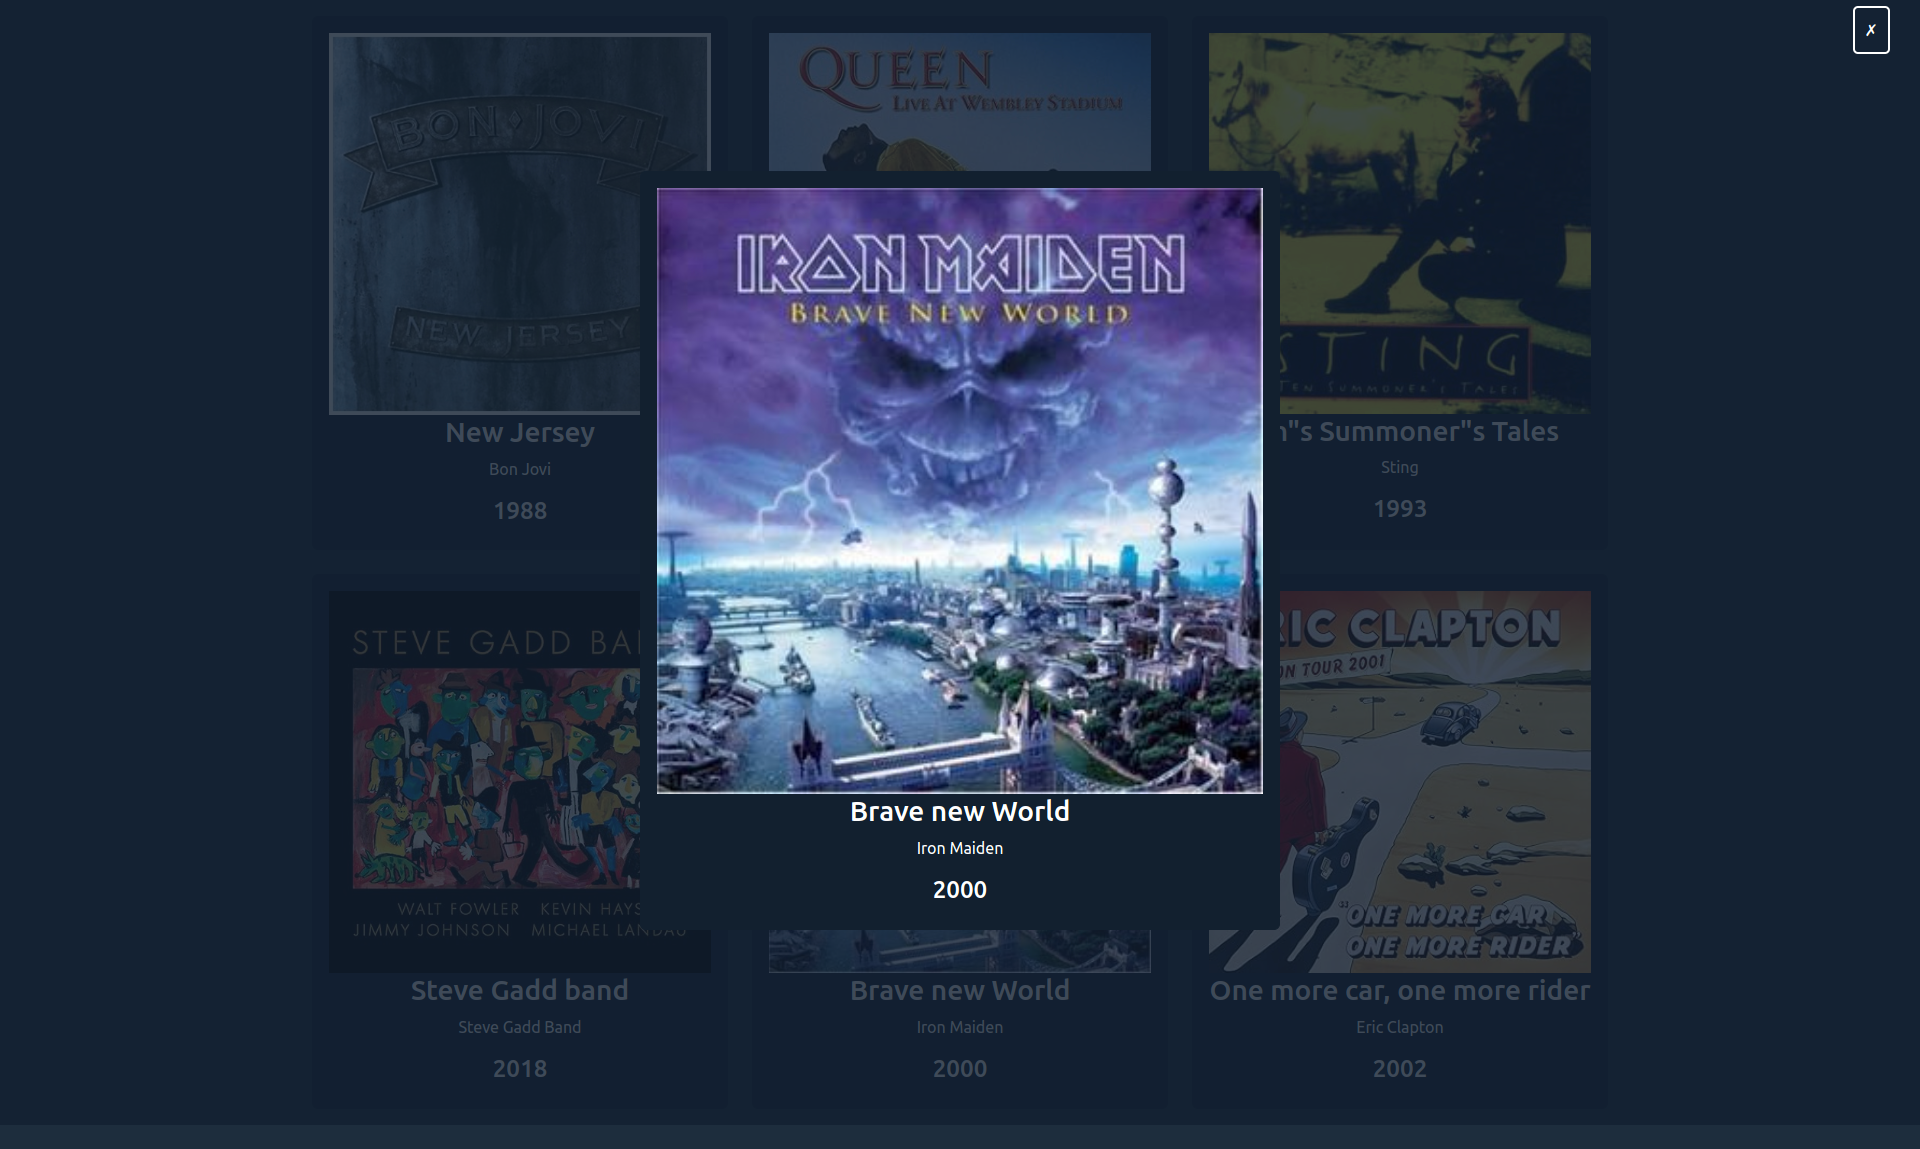 ✗
BON JOVI
NEW JERSEY
New Jersey
Bon Jovi
1988
QUEEN
LIVE AT WEMBLEY STADIUM
STING
TEN SUMMONER'S TALES
n"s Summoner"s Tales
Sting
1993
IRON MAIDEN
BRAVE NEW WORLD
Brave new World
Iron Maiden
2000
STEVE GADD BA
WALT FOWLER KEVIN HAYS
JIMMY JOHNSON MICHAEL LANDAU
Steve Gadd band
Steve Gadd Band
2018
Brave new World
Iron Maiden
2000
RIC CLAPTON
ON TOUR 2001
"ONE MORE CAR
ONE MORE RIDER
One more car, one more rider
Eric Clapton
2002